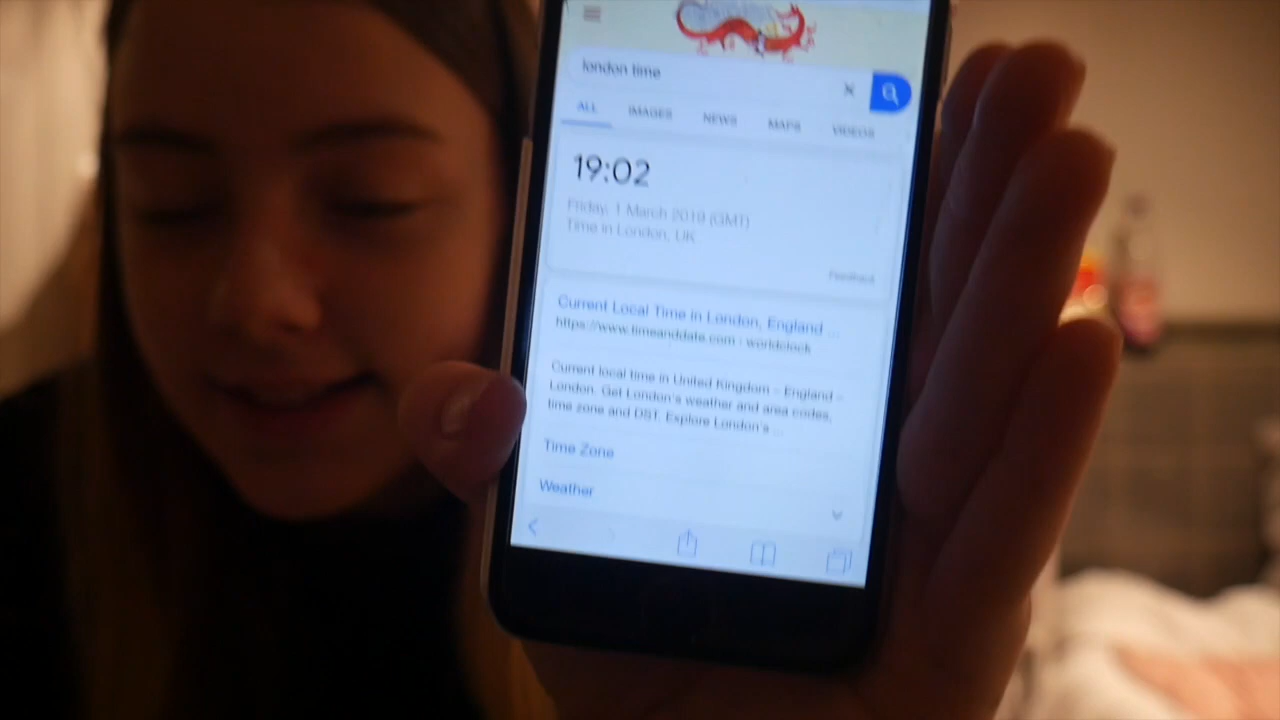 london time
ALL IMAGES NEWS MAPS VIDEOS
19:02
Friday, 1 March 2019 (GMT)
Time in London, UK
Feedback
Current Local Time in London, England ...
https://www.timeanddate.com › worldclock
Current local time in United Kingdom – England –
London. Get London's weather and area codes,
time zone and DST. Explore London's ...
Time Zone
Weather